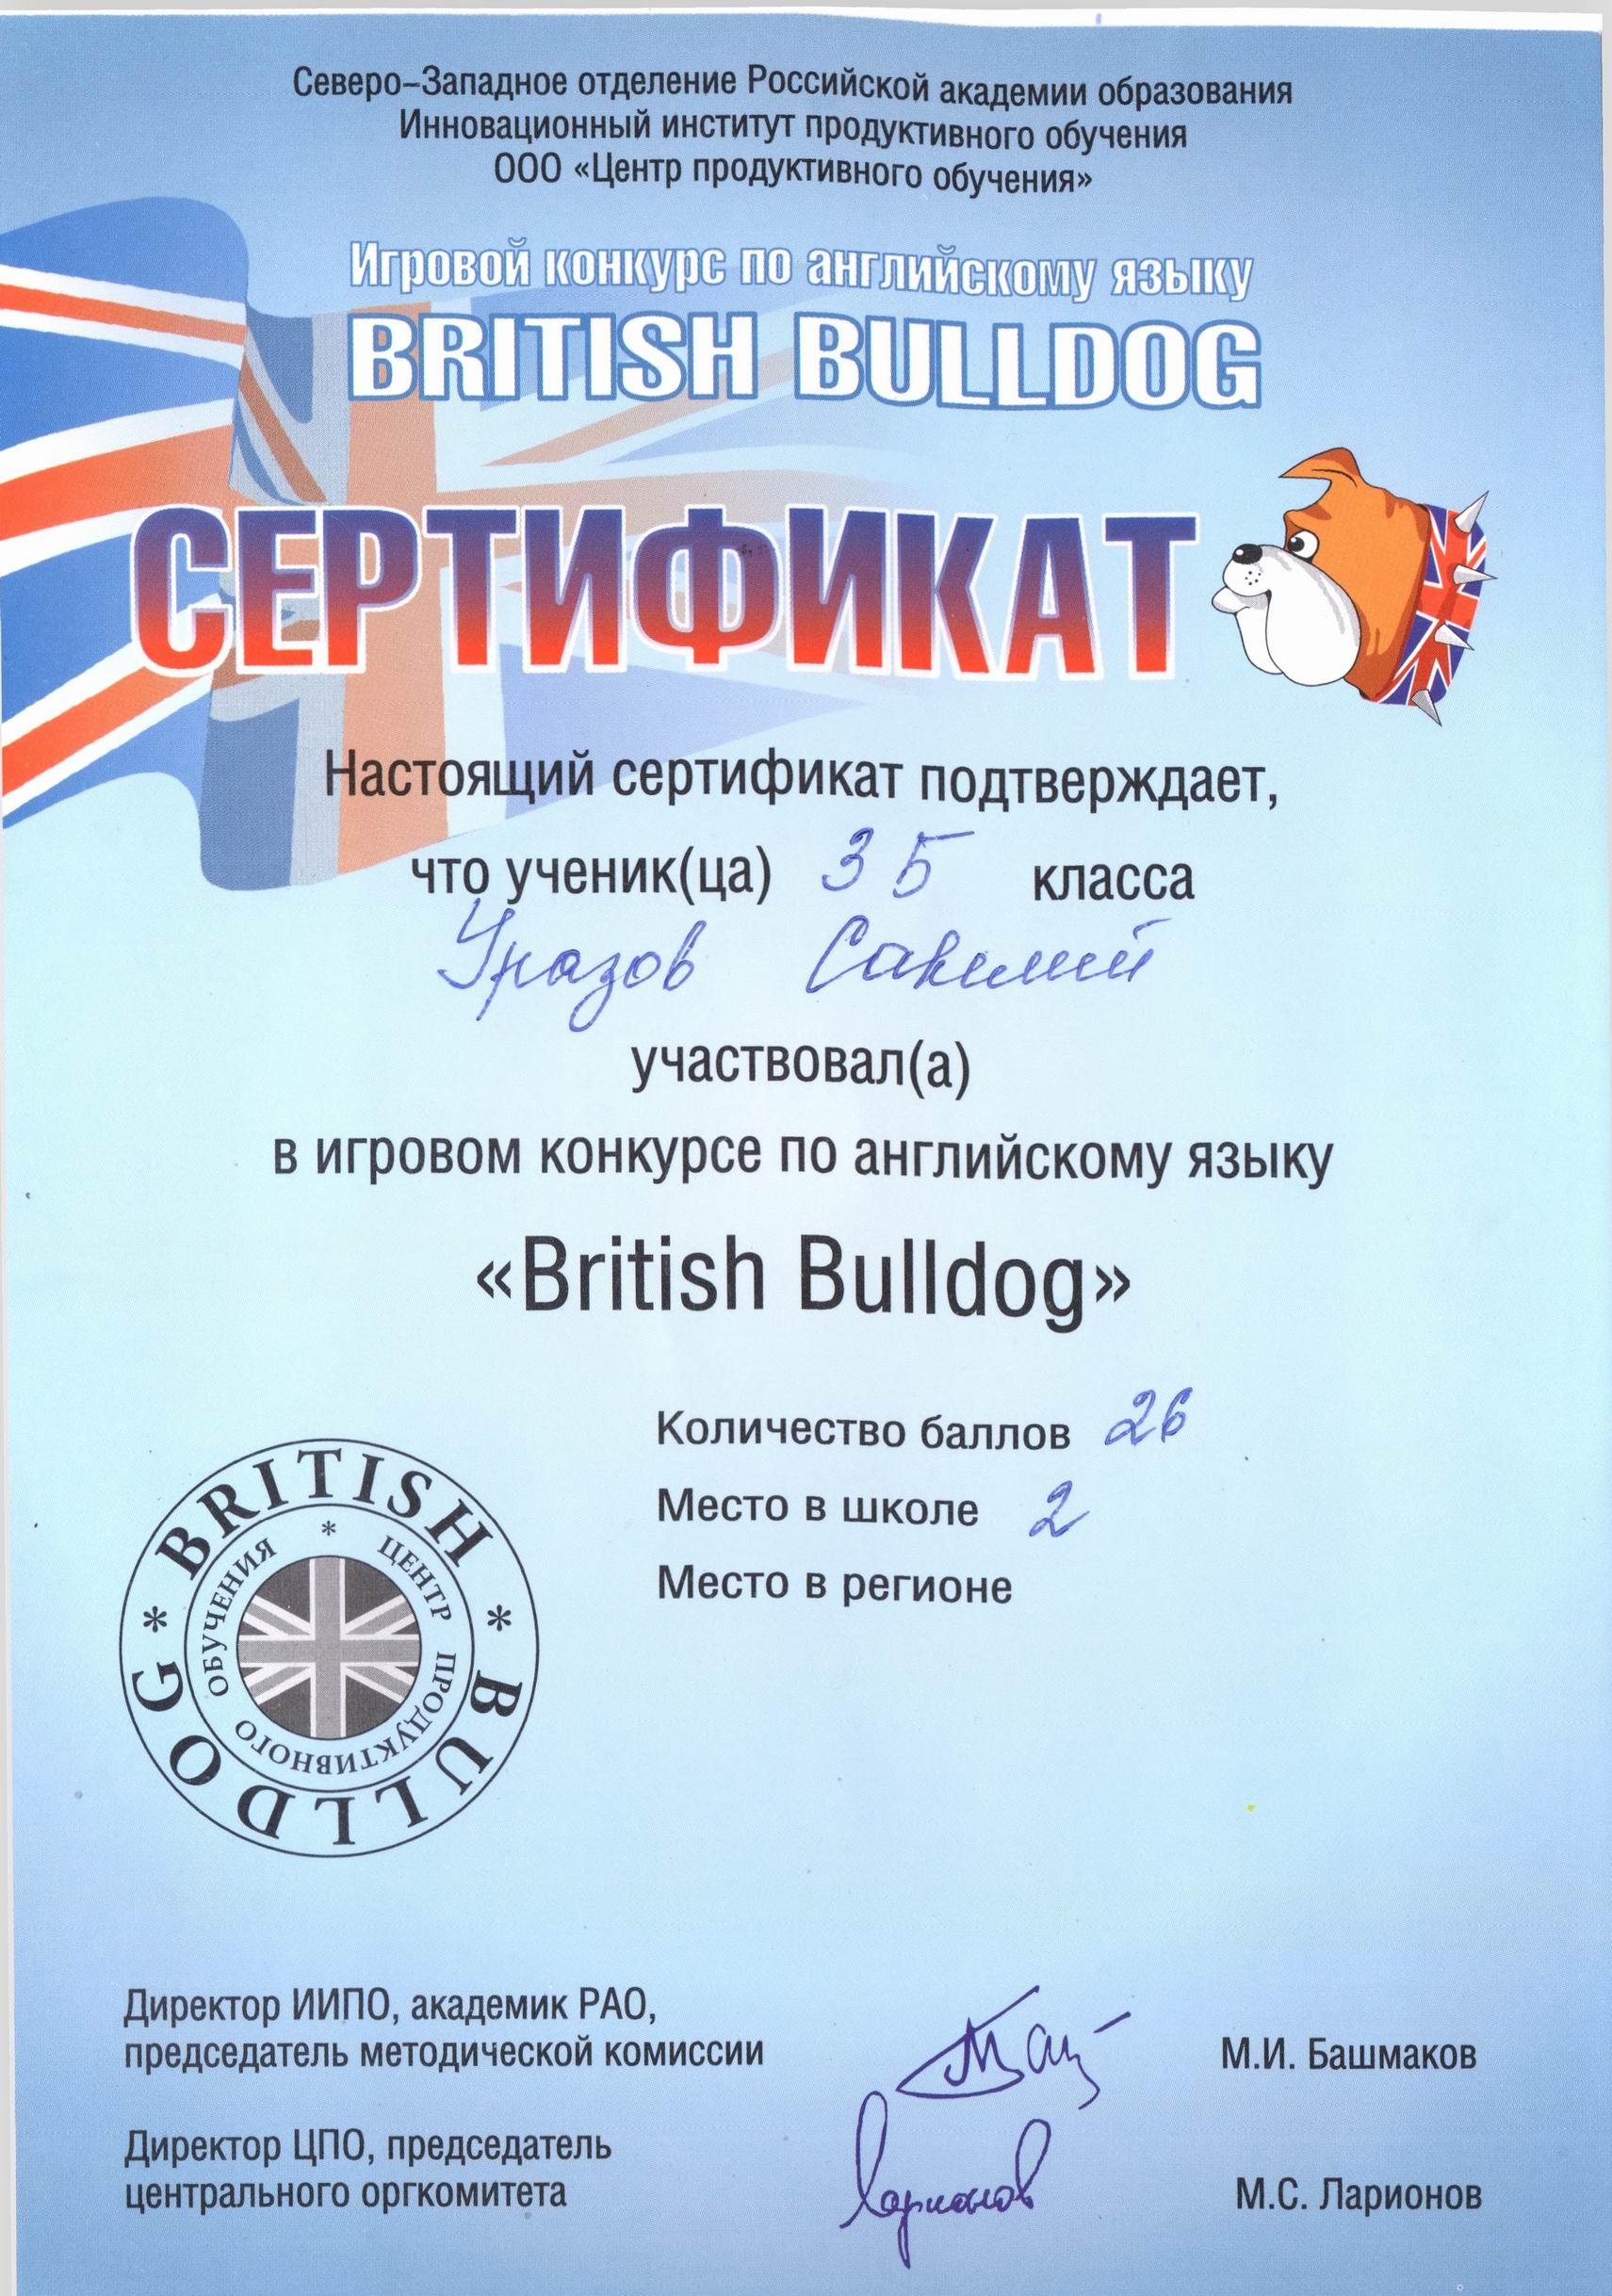 Северо-Западное отделение Российской академии образования
Инновационный институт продуктивного обучения
ООО «Центр продуктивного обучения»
Игровой конкурс по английскому языку
BRITISH BULLDOG
СЕРТИФИКАТ
Настоящий сертификат подтверждает,
что ученик(ца) 3 Б класса
Уразов
участвовал(а)
в игровом конкурсе по английскому языку
«British Bulldog»
Количество баллов 26
Место в школе 2
Место в регионе
BRITISH * BULLDOG *
* ЦЕНТР ПРОДУКТИВНОГО ОБУЧЕНИЯ
Директор ИИПО, академик РАО,
председатель методической комиссии
М.И. Башмаков
Директор ЦПО, председатель
центрального оргкомитета
Ларионов
М.С. Ларионов